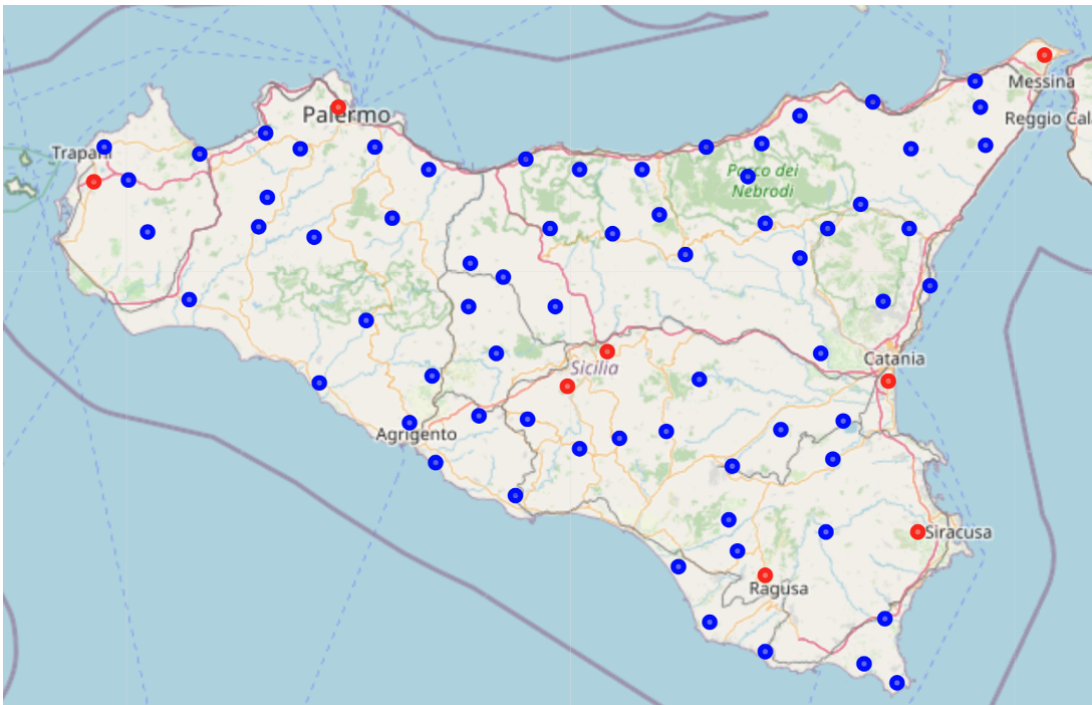 Messina
Palermo
Reggio Cal
Trapani
Parco dei
Nebrodi
Catania
Sicilia
Agrigento
Siracusa
Ragusa